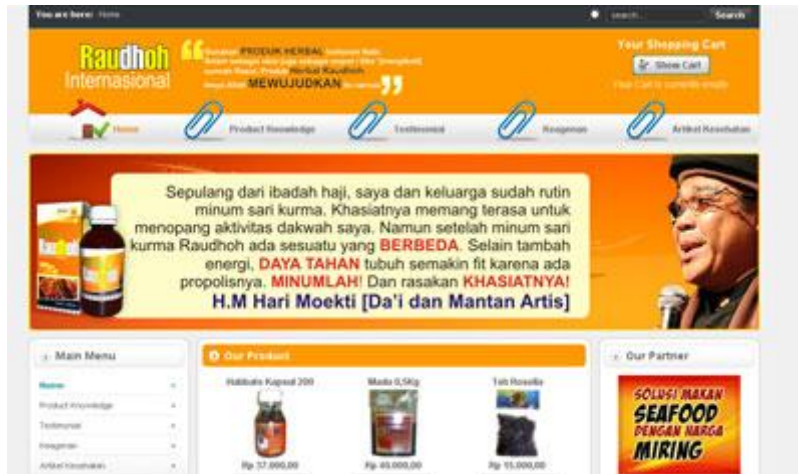 You are here: Home
search...
Search
Raudhoh
Internasional
PRODUK HERBAL
Herbal Raudhoh
MEWUJUDKAN
Your Shopping Cart
Show Cart
Your Cart is currently empty
Home
Product Knowledge
Testimonial
Keagenan
Artikel Kesehatan
Sepulang dari ibadah haji, saya dan keluarga sudah rutin
minum sari kurma. Khasiatnya memang terasa untuk
menopang aktivitas dakwah saya. Namun setelah minum sari
kurma Raudhoh ada sesuatu yang BERBEDA. Selain tambah
energi, DAYA TAHAN tubuh semakin fit karena ada
propolisnya. MINUMLAH! Dan rasakan KHASIATNYA!
H.M Hari Moekti [Da'i dan Mantan Artis]
Main Menu
Home
Product Knowledge
Testimonial
Keagenan
Artikel Kesehatan
Our Product
Habbats Kapsul 200
Madu 0,5Kg
Teh Rosella
Rp 37.000,00
Rp 40.000,00
Rp 15.000,00
Our Partner
SOLUSI MAKAN
SEAFOOD
DENGAN HARGA
MIRING